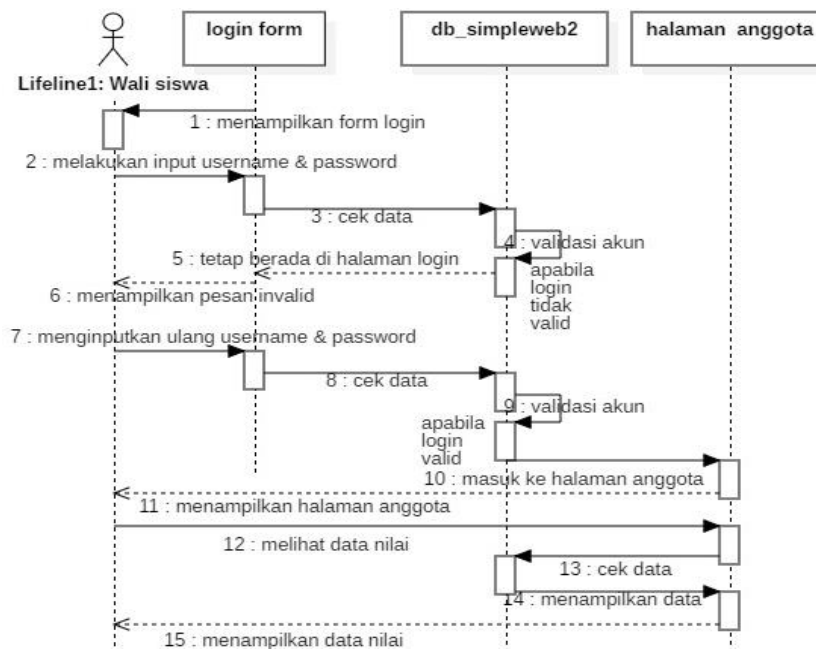 login form
db_simpleweb2
halaman anggota
Lifeline1: Wali siswa
1 : menampilkan form login
2 : melakukan input username & password
3 : cek data
4 : validasi akun
5 : tetap berada di halaman login
apabila
login
tidak
valid
6 : menampilkan pesan invalid
7 : menginputkan ulang username & password
8 : cek data
9 : validasi akun
apabila
login
valid
10 : masuk ke halaman anggota
11 : menampilkan halaman anggota
12 : melihat data nilai
13 : cek data
14 : menampilkan data
15 : menampilkan data nilai